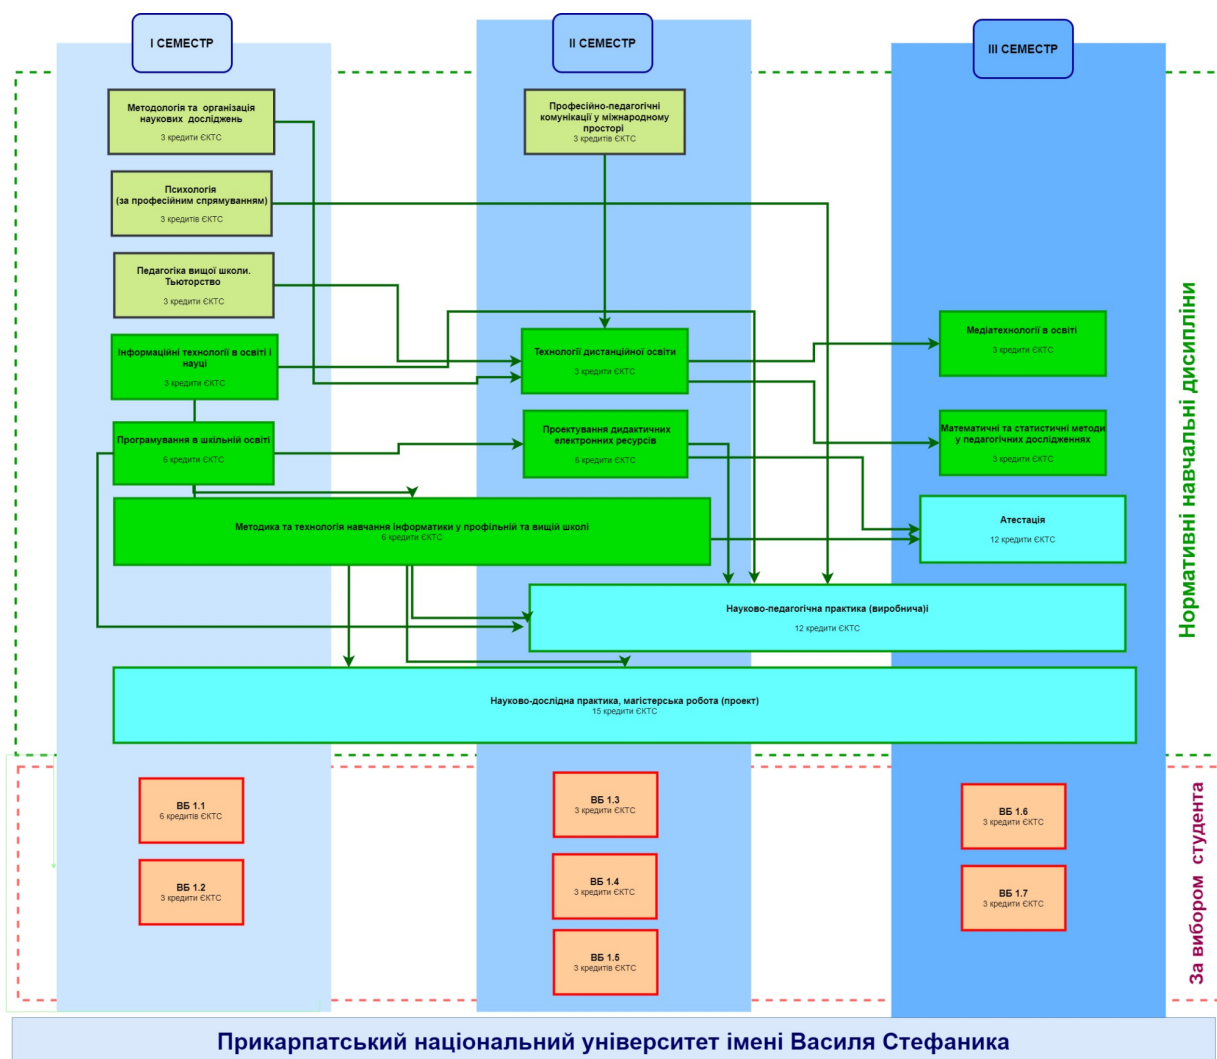 І СЕМЕСТР
ІІ СЕМЕСТР
ІІІ СЕМЕСТР
Методологія та організація
наукових досліджень
3 кредити ЄКТС
Професійно-педагогічні
комунікації у міжнародному
просторі
3 кредитів ЄКТС
Психологія
(за професійним спрямуванням)
3 кредитів ЄКТС
Педагогіка вищої школи.
Тьюторство
3 кредити ЄКТС
Інформаційні технології в освіті і
науці
3 кредити ЄКТС
Технології дистанційної освіти
3 кредити ЄКТС
Медіатехнології в освіті
3 кредити ЄКТС
Програмування в шкільній освіті
6 кредити ЄКТС
Проектування дидактичних
електронних ресурсів
6 кредити ЄКТС
Математичні та статистичні методи
у педагогічних дослідженнях
3 кредити ЄКТС
Методика та технологія навчання інформатики у профільній та вищій школі
6 кредити ЄКТС
Атестація
12 кредити ЄКТС
Науково-педагогічна практика (виробнича)і
12 кредити ЄКТС
Науково-дослідна практика, магістерська робота (проект)
15 кредити ЄКТС
Нормативні навчальні дисипліни
ВБ 1.1
6 кредитів ЄКТС
ВБ 1.2
3 кредити ЄКТС
ВБ 1.3
3 кредити ЄКТС
ВБ 1.4
3 кредити ЄКТС
ВБ 1.5
3 кредити ЄКТС
ВБ 1.6
3 кредити ЄКТС
ВБ 1.7
3 кредити ЄКТС
За вибором студента
Прикарпатський національний університет імені Василя Стефаника